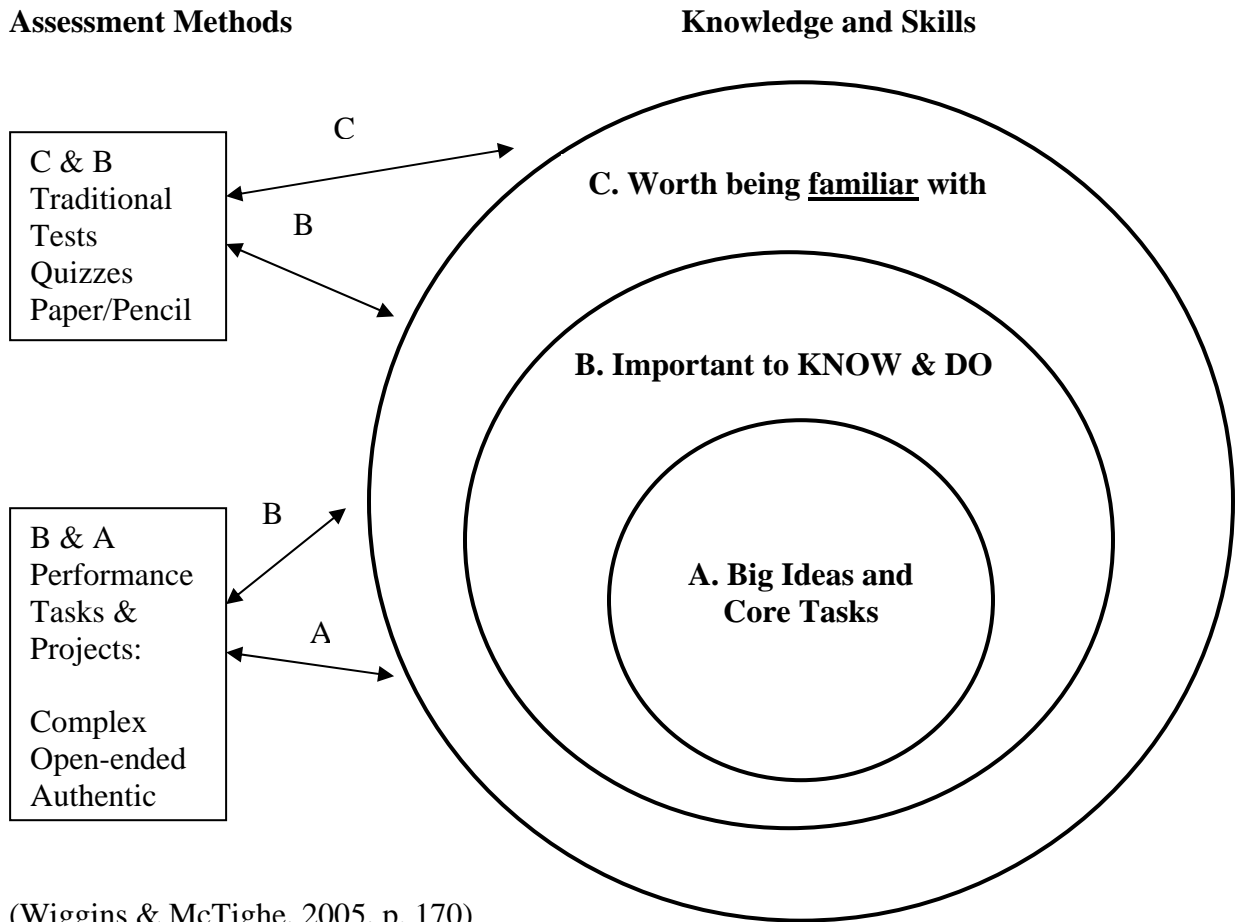 Assessment Methods Knowledge and Skills
C
C & B
Traditional
Tests
Quizzes
Paper/Pencil
B
C. Worth being familiar with
B. Important to KNOW & DO
B
B & A
Performance
Tasks &
Projects:
Complex
Open-ended
Authentic
A
A. Big Ideas and
Core Tasks
(Wiggins & McTighe, 2005, p. 170)